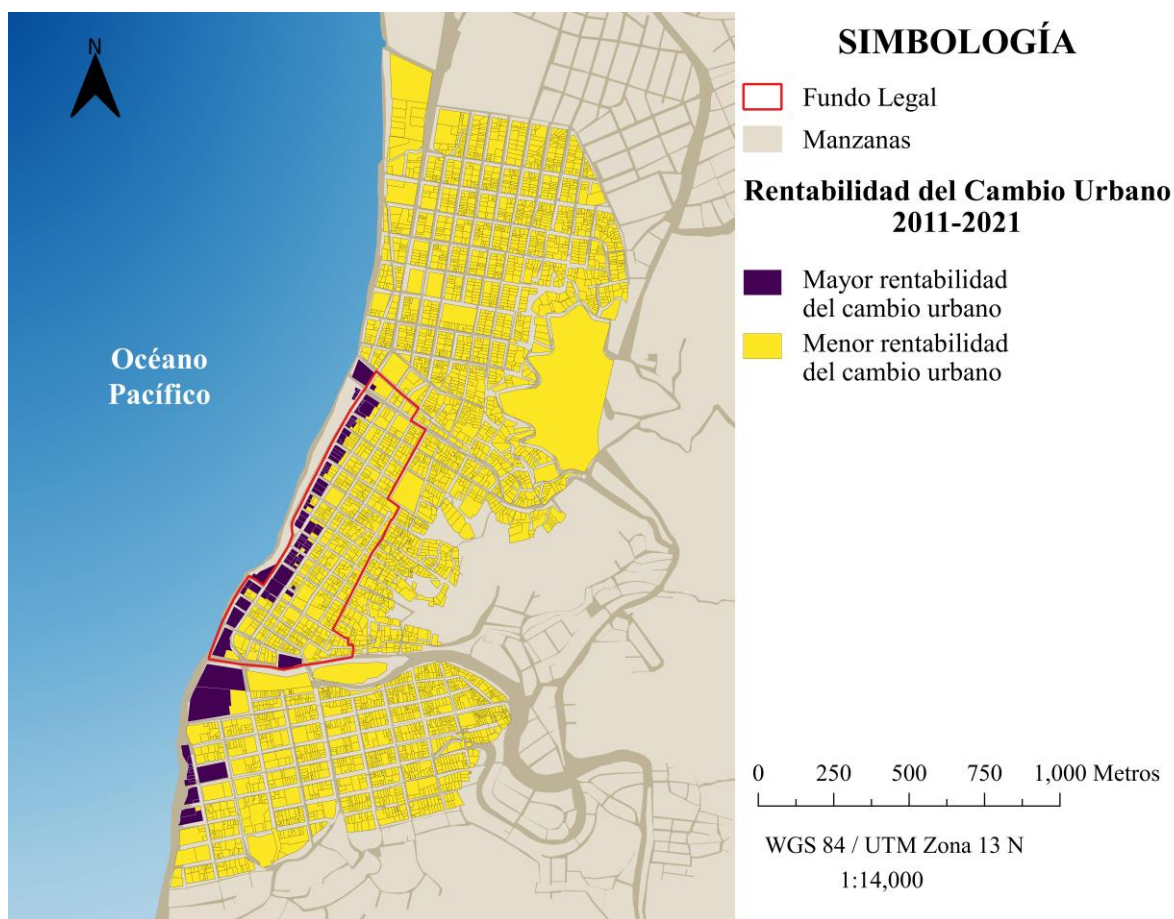 N
Océano
Pacífico
SIMBOLOGÍA
Fundo Legal
Manzanas
Rentabilidad del Cambio Urbano
2011-2021
Mayor rentabilidad
del cambio urbano
Menor rentabilidad
del cambio urbano
0 250 500 750 1,000 Metros
WGS 84 / UTM Zona 13 N
1:14,000